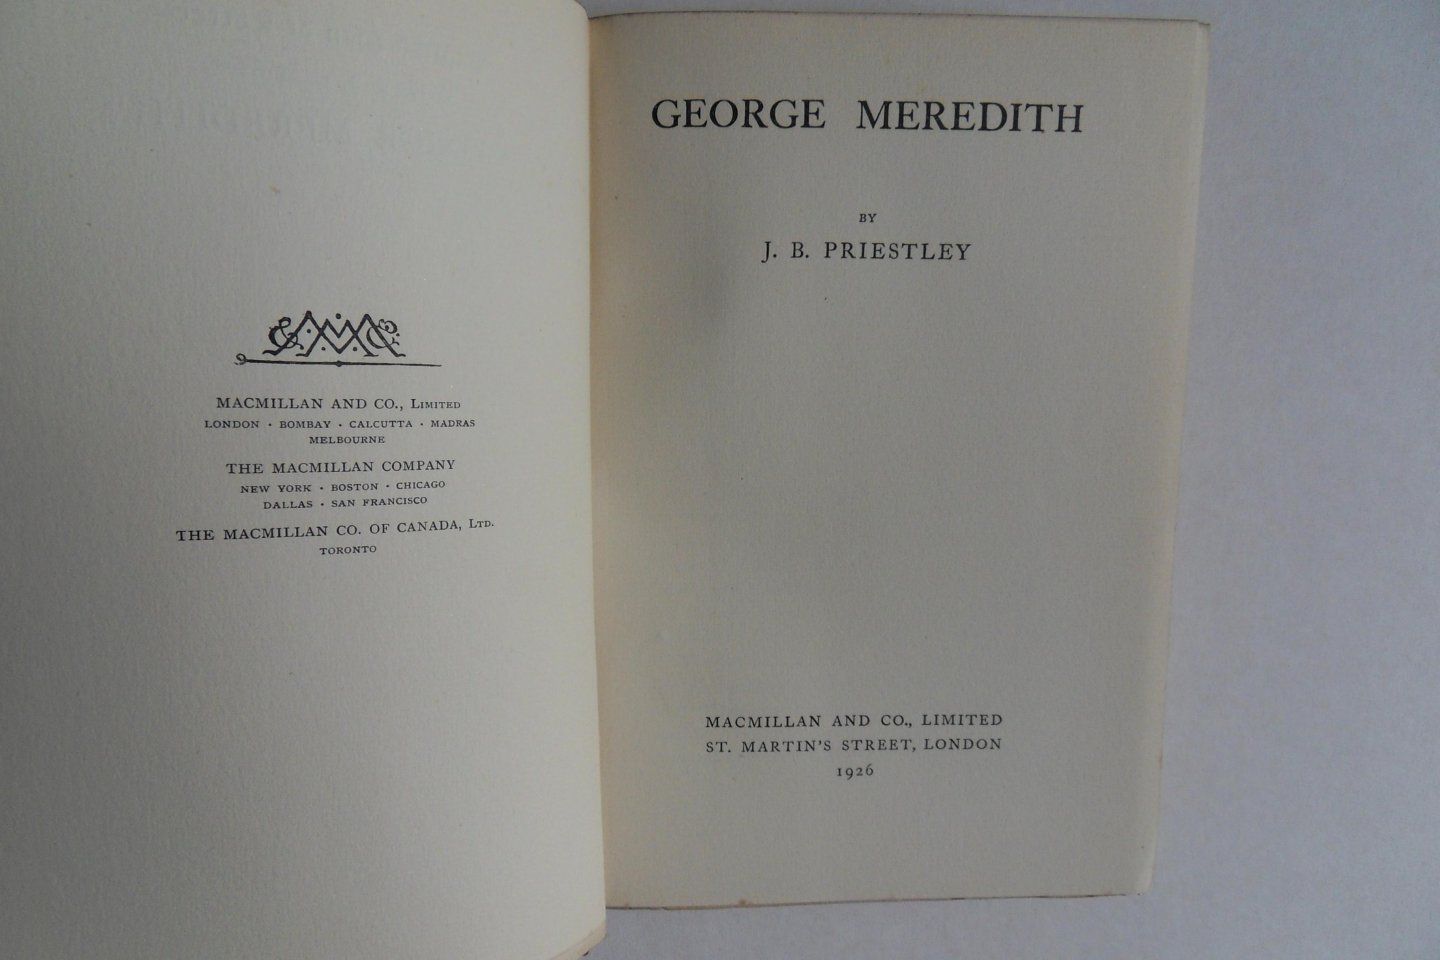 MACMILLAN AND CO., LIMITED
LONDON · BOMBAY · CALCUTTA · MADRAS
MELBOURNE
THE MACMILLAN COMPANY
NEW YORK · BOSTON · CHICAGO
DALLAS · SAN FRANCISCO
THE MACMILLAN CO. OF CANADA, LTD.
TORONTO
GEORGE MEREDITH
BY
J. B. PRIESTLEY
MACMILLAN AND CO., LIMITED
ST. MARTIN'S STREET, LONDON
1926